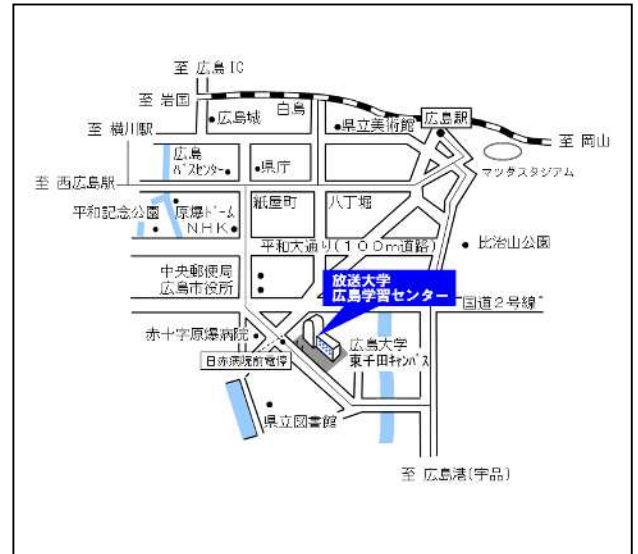 至 広島IC
至 岩国
白島
広島城
県立美術館
広島駅
至 横川駅
至 岡山
広島
バスセンター
県庁
マツダスタジアム
至 西広島駅
平和記念公園
原爆ドーム
NHK
紙屋町
八丁堀
平和大通り(100m道路)
比治山公園
中央郵便局
広島市役所
放送大学
広島学習センター
国道2号線
赤十字原爆病院
広島大学
東千田キャンパス
日赤病院前電停
県立図書館
至 広島港(宇品)